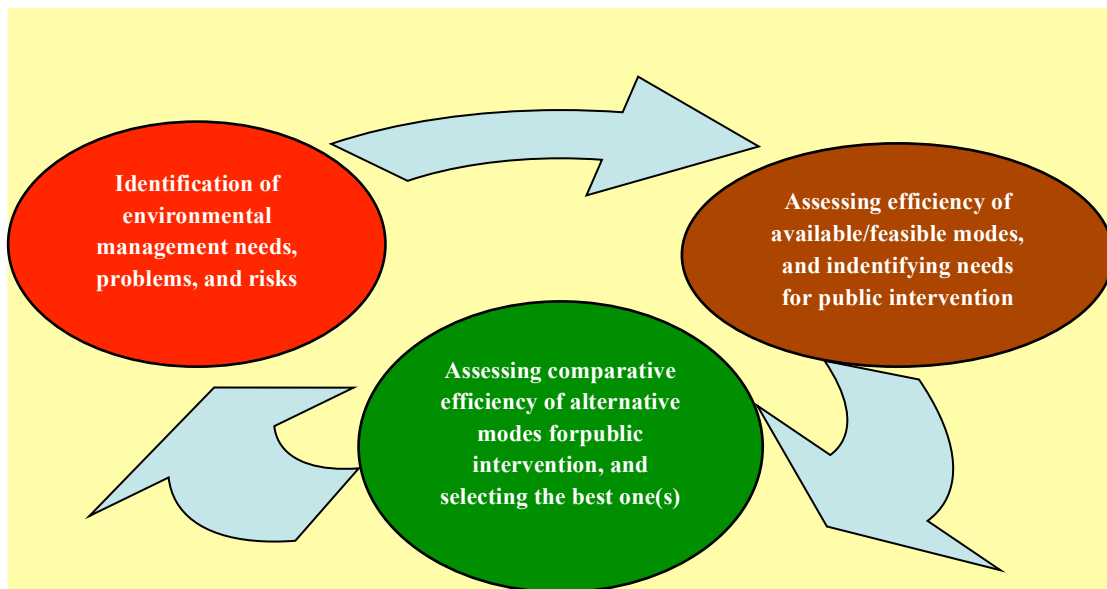 Identification of
environmental
management needs,
problems, and risks
Assessing efficiency of
available/feasible modes,
and indentifying needs
for public intervention
Assessing comparative
efficiency of alternative
modes forpublic
intervention, and
selecting the best one(s)